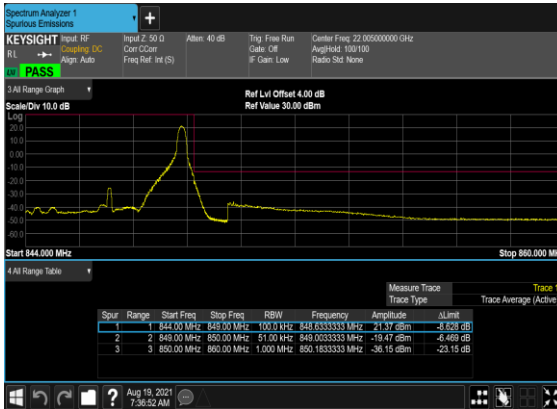 Spectrum Analyzer 1
Spurious Emissions
KEYSIGHT
RL
Input: RF
Coupling: DC
Align: Auto
Input Z: 50 Ω
Corr CCorr
Freq Ref: Int (S)
Atten: 40 dB
Trig: Free Run
Gate: Off
IF Gain: Low
Center Freq: 22.005000000 GHz
Avg|Hold: 100/100
Radio Std: None
PASS
3 All Range Graph
Scale/Div 10.0 dB
Ref Lvl Offset 4.00 dB
Ref Value 30.00 dBm
Log
20.0
10.0
0.00
-10.0
-20.0
-30.0
-40.0
-50.0
-60.0
Start 844.000 MHz
Stop 860.000 M
4 All Range Table
Measure Trace Trace 1
Trace Type Trace Average (Active
Spur Range Start Freq Stop Freq RBW Frequency Amplitude ΔLimit
1 1 844.00 MHz 849.00 MHz 100.0 kHz 848.6333333 MHz 21.37 dBm -8.628 dB
2 2 849.00 MHz 850.00 MHz 51.00 kHz 849.0033333 MHz -19.47 dBm -6.469 dB
3 3 850.00 MHz 860.00 MHz 1.000 MHz 850.1833333 MHz -36.15 dBm -23.15 dB
?
Aug 19, 2021
7:36:52 AM